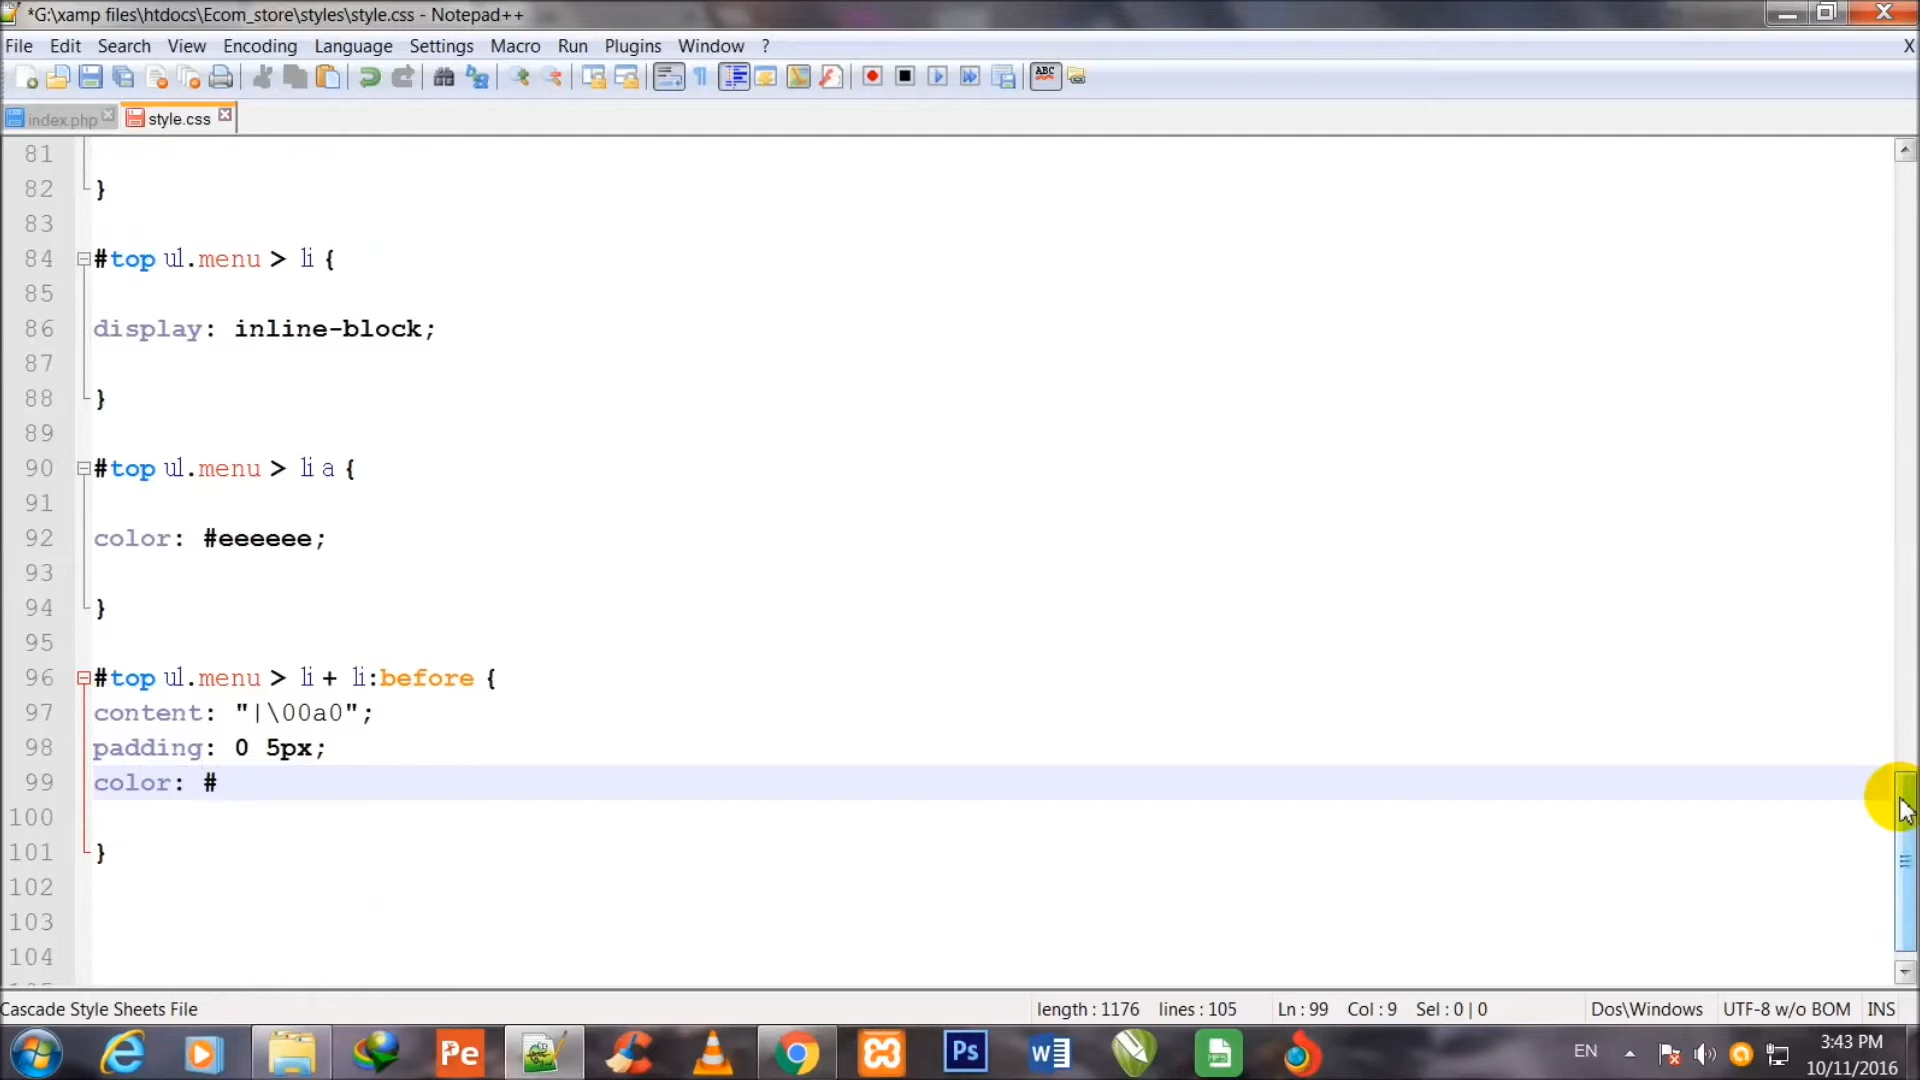 *G:\xamp files\htdocs\Ecom_store\styles\style.css - Notepad++
File Edit Search View Encoding Language Settings Macro Run Plugins Window ? X
ABC
index.php style.css
81
82 }
83
84 #top ul.menu > li {
85
86 display: inline-block;
87
88 }
89
90 #top ul.menu > li a {
91
92 color: #eeeeee;
93
94 }
95
96 #top ul.menu > li + li:before {
97 content: "|\00a0";
98 padding: 0 5px;
99 color: #
100
101 }
102
103
104
Cascade Style Sheets File length : 1176 lines : 105 Ln : 99 Col : 9 Sel : 0 | 0 Dos\Windows UTF-8 w/o BOM INS
Pe Ps W MPS EN 3:43 PM
10/11/2016